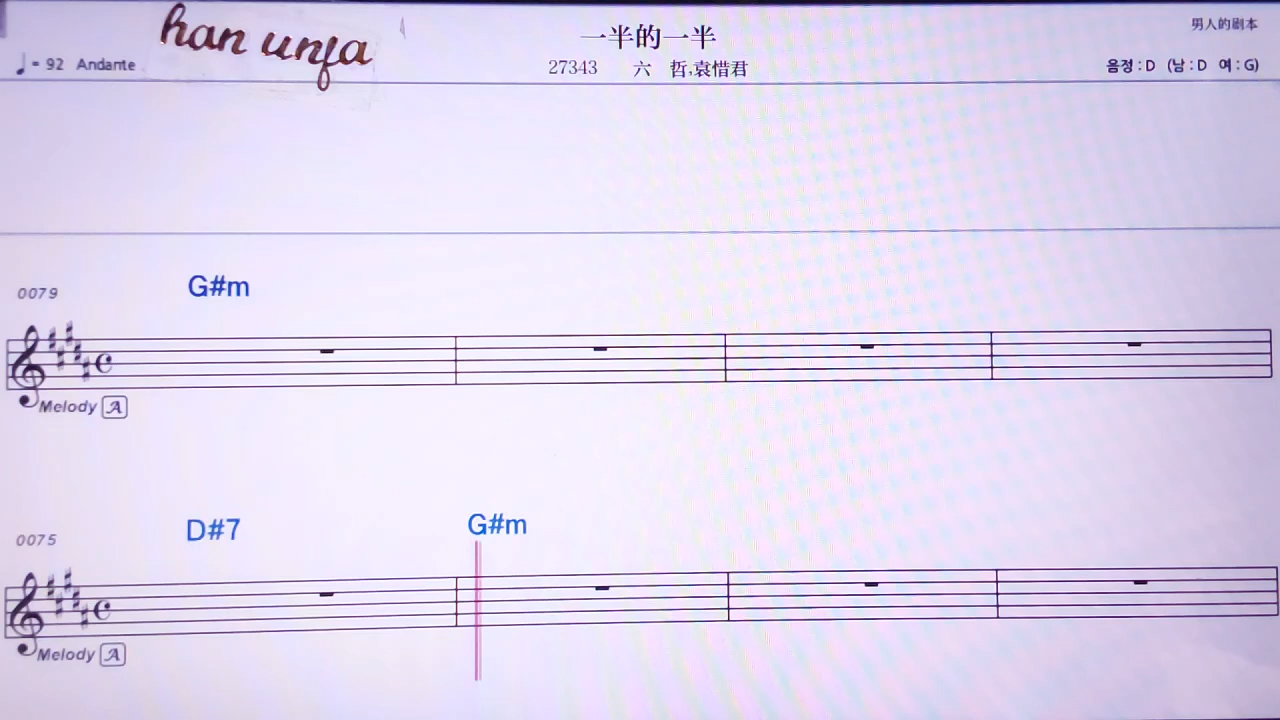 han unfa
一半的一半
男人的剧本
♩= 92 Andante
27343 六 哲,袁惜君
음정 : D (남 : D 여 : G)
0079 G#m
Melody A
0075 D#7 G#m
Melody A